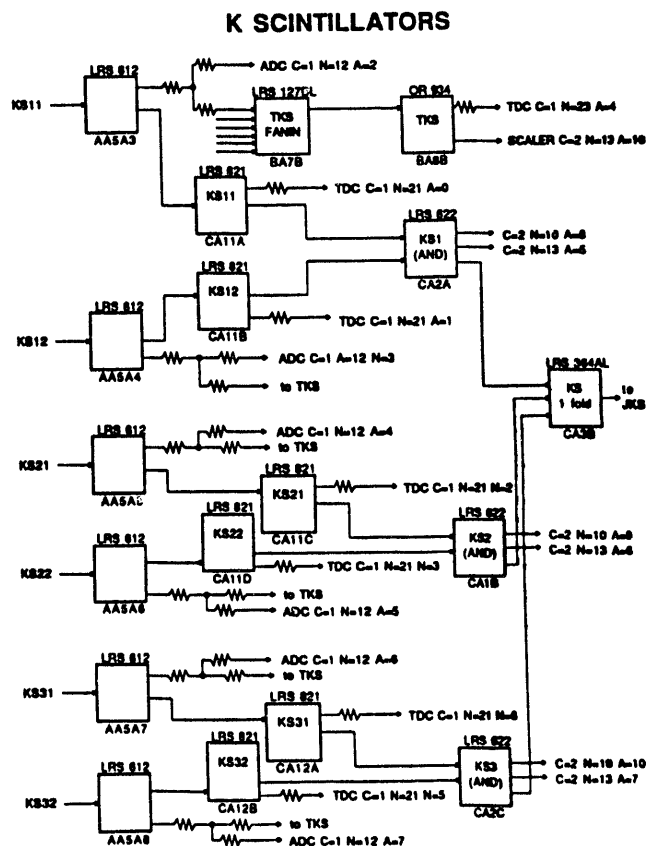 K SCINTILLATORS
LRS 612
ADC C=1 N=12 A=2
KS11
AA5A3
LRS 127CL
TKS
FANIN
BA7B
OR 934
TKS
BA8B
TDC C=1 N=23 A=4
SCALER C=2 N=13 A=16
LRS 621
KS11
CA11A
TDC C=1 N=21 A=0
LRS 622
KS1
(AND)
CA2A
C=2 N=10 A=8
C=2 N=13 A=5
LRS 621
KS12
CA11B
TDC C=1 N=21 A=1
LRS 612
KS12
AA5A4
ADC C=1 A=12 N=3
to TKS
LRS 364AL
KS
1 fold
CA3B
to
JKS
LRS 612
KS21
AA5A5
ADC C=1 N=12 A=4
to TKS
LRS 621
KS21
CA11C
TDC C=1 N=21 N=2
LRS 612
KS22
AA5A6
LRS 621
KS22
CA11D
TDC C=1 N=21 N=3
LRS 622
KS2
(AND)
CA1B
C=2 N=10 A=9
C=2 N=13 A=6
to TKS
ADC C=1 N=12 A=5
LRS 612
KS31
AA5A7
ADC C=1 N=12 A=6
to TKS
LRS 621
KS31
CA12A
TDC C=1 N=21 N=6
LRS 612
KS32
AA5A8
LRS 621
KS32
CA12B
TDC C=1 N=21 N=5
LRS 622
KS3
(AND)
CA2C
C=2 N=19 A=10
C=2 N=13 A=7
to TKS
ADC C=1 N=12 A=7